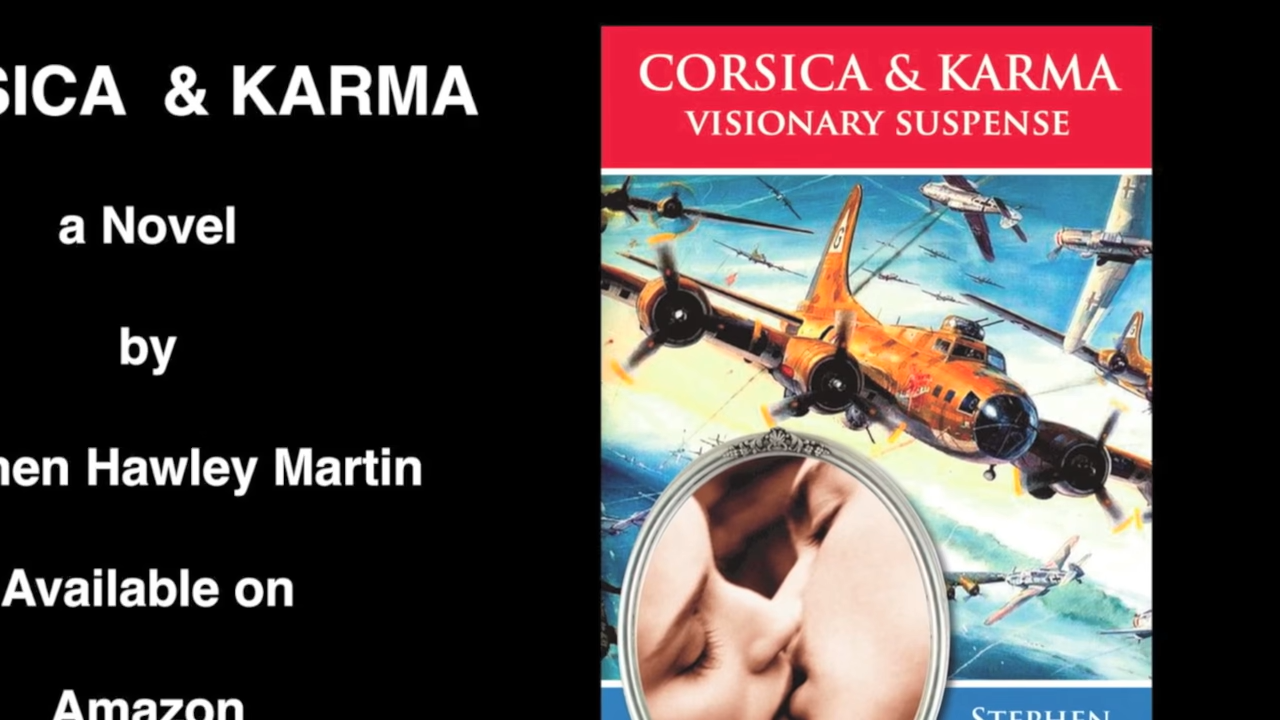 SICA & KARMA
a Novel
by
hen Hawley Martin
Available on
Amazon
CORSICA & KARMA
VISIONARY SUSPENSE
G
STEPHEN